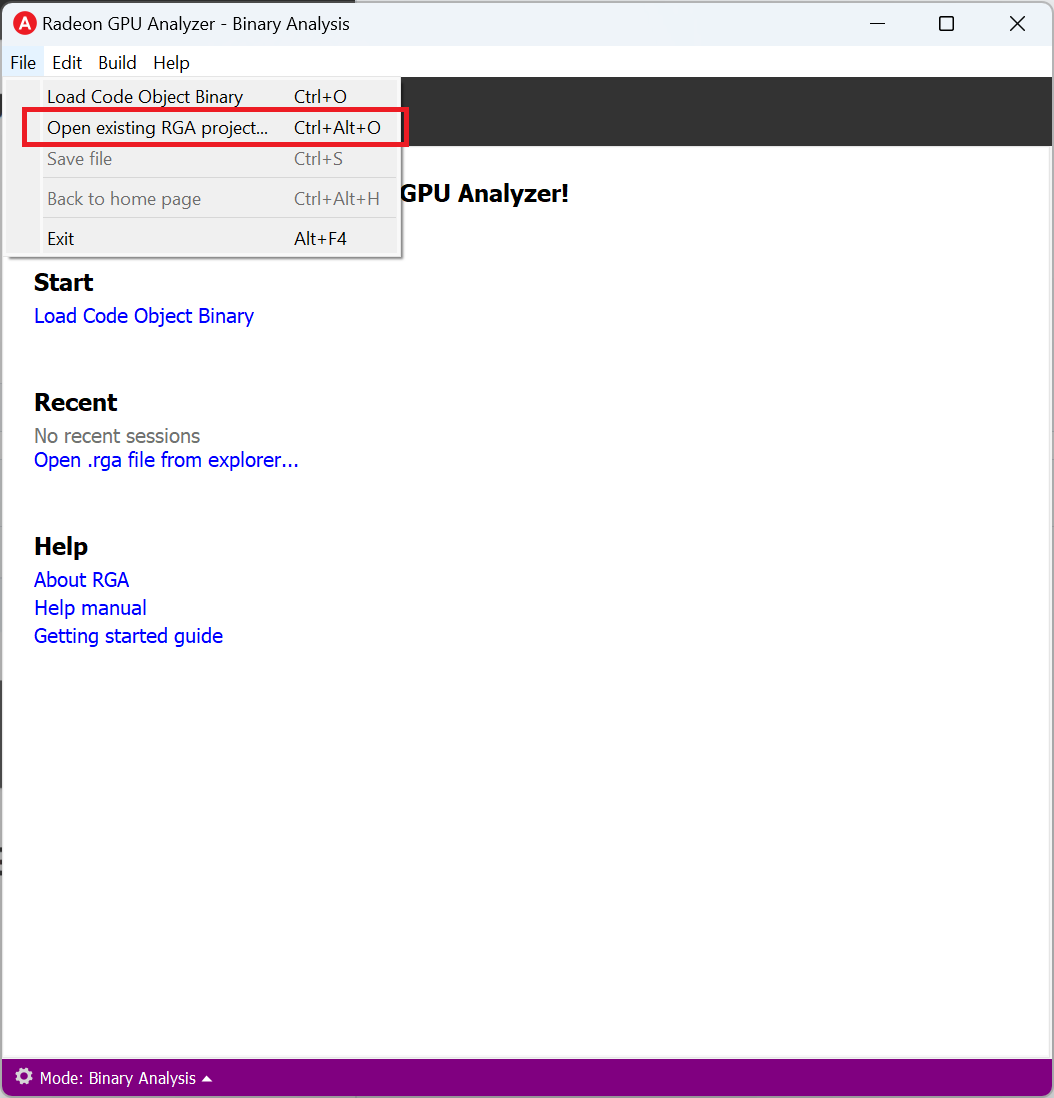 Radeon GPU Analyzer - Binary Analysis
File Edit Build Help
Load Code Object Binary Ctrl+O
Open existing RGA project... Ctrl+Alt+O
Save file Ctrl+S
Back to home page Ctrl+Alt+H
GPU Analyzer!
Exit Alt+F4
Start
Load Code Object Binary
Recent
No recent sessions
Open .rga file from explorer...
Help
About RGA
Help manual
Getting started guide
Mode: Binary Analysis